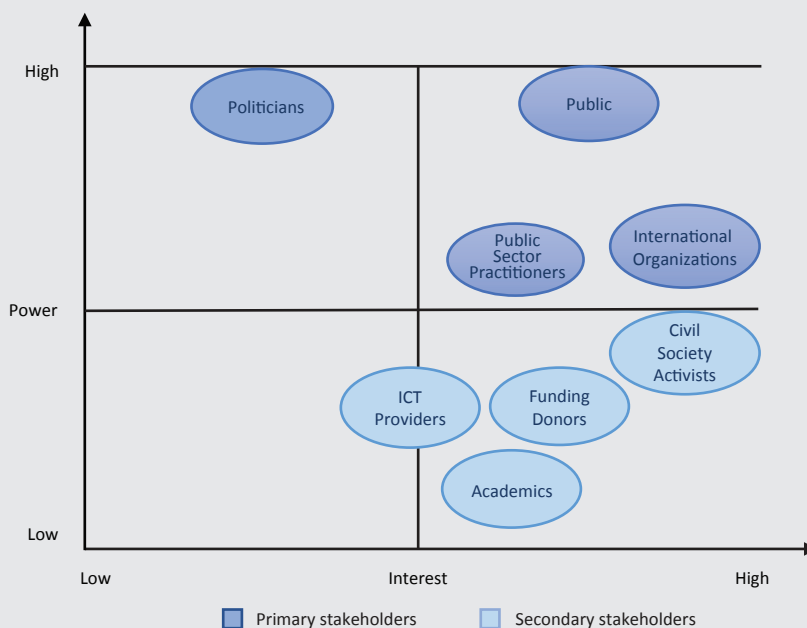 High
Politicians
Public
Public
Sector
Practitioners
International
Organizations
Power
Civil
Society
Activists
ICT
Providers
Funding
Donors
Academics
Low
Low
Interest
High
Primary stakeholders
Secondary stakeholders